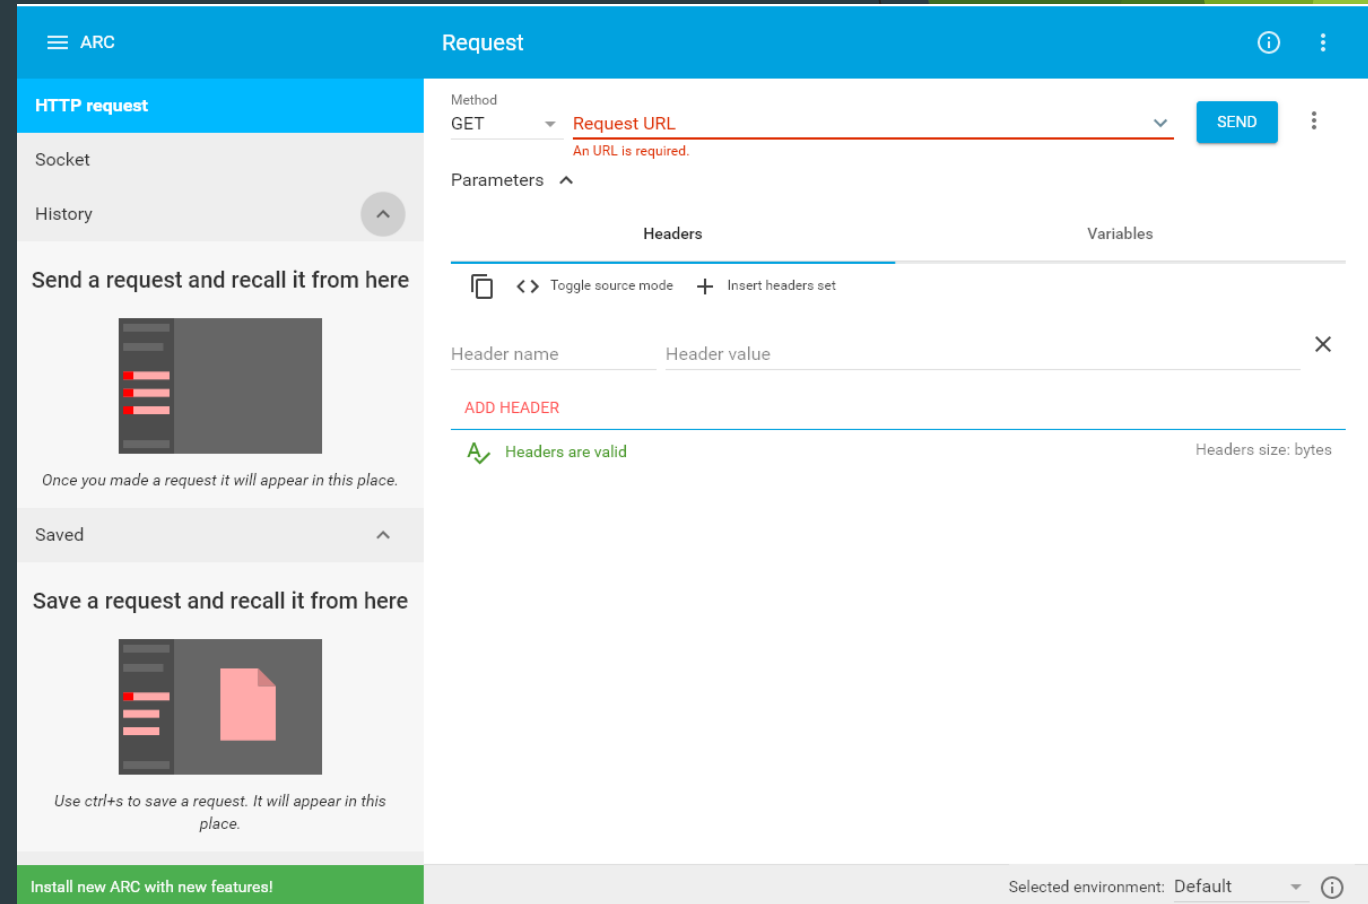 ARC
Request
HTTP request
Socket
History
Send a request and recall it from here
Once you made a request it will appear in this place.
Saved
Save a request and recall it from here
Use ctrl+s to save a request. It will appear in this
place.
Install new ARC with new features!
Method
GET
Request URL
SEND
An URL is required.
Parameters
Headers
Variables
Toggle source mode
Insert headers set
Header name
Header value
ADD HEADER
Headers are valid
Headers size: bytes
Selected environment: Default